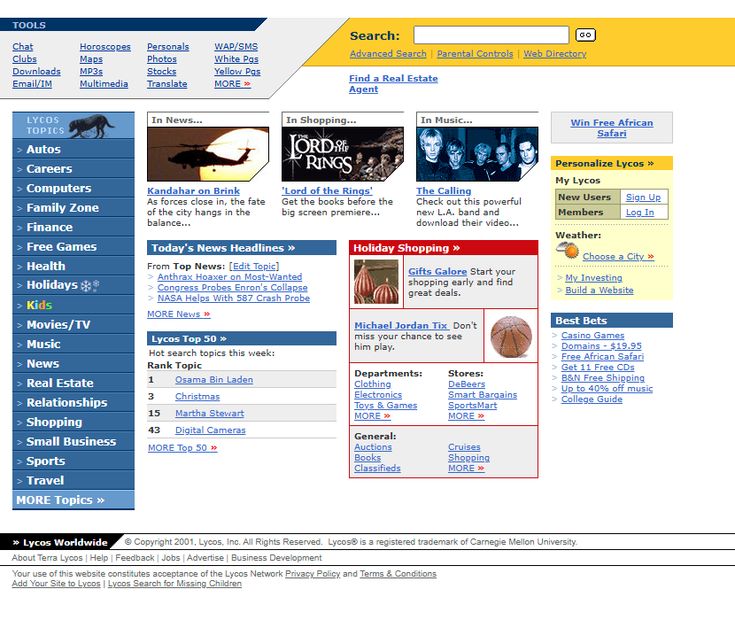 TOOLS
Chat Horoscopes Personals WAP/SMS
Clubs Maps Photos White Pgs
Downloads MP3s Stocks Yellow Pgs
Email/IM Multimedia Translate MORE »
Search: GO
Advanced Search | Parental Controls | Web Directory
Find a Real Estate
Agent
LYCOS
TOPICS
> Autos
> Careers
> Computers
> Family Zone
> Finance
> Free Games
> Health
> Holidays
> Kids
> Movies/TV
> Music
> News
> Real Estate
> Relationships
> Shopping
> Small Business
> Sports
> Travel
MORE Topics »
In News...
Kandahar on Brink
As forces close in, the fate
of the city hangs in the
balance...
In Shopping...
THE
LORD OF THE
RINGS
'Lord of the Rings'
Get the books before the
big screen premiere...
In Music...
The Calling
Check out this powerful
new L.A. band and
download their video...
Today's News Headlines »
From Top News: [Edit Topic]
> Anthrax Hoaxer on Most-Wanted
> Congress Probes Enron's Collapse
> NASA Helps With 587 Crash Probe
MORE News »
Lycos Top 50 »
Hot search topics this week:
Rank Topic
1 Osama Bin Laden
3 Christmas
15 Martha Stewart
43 Digital Cameras
MORE Top 50 »
Holiday Shopping »
Gifts Galore Start your
shopping early and find
great deals.
Michael Jordan Tix Don't
miss your chance to see
him play.
Departments: Stores:
Clothing DeBeers
Electronics Smart Bargains
Toys & Games SportsMart
MORE » MORE »
General:
Auctions Cruises
Books Shopping
Classifieds MORE »
Win Free African
Safari
Personalize Lycos »
My Lycos
New Users Sign Up
Members Log In
Weather:
Choose a City »
> My Investing
> Build a Website
Best Bets
> Casino Games
> Domains - $19.95
> Free African Safari
> Get 11 Free CDs
> B&N Free Shipping
> Up to 40% off music
> College Guide
» Lycos Worldwide © Copyright 2001, Lycos, Inc. All Rights Reserved. Lycos® is a registered trademark of Carnegie Mellon University.
About Terra Lycos | Help | Feedback | Jobs | Advertise | Business Development
Your use of this website constitutes acceptance of the Lycos Network Privacy Policy and Terms & Conditions
Add Your Site to Lycos | Lycos Search for Missing Children